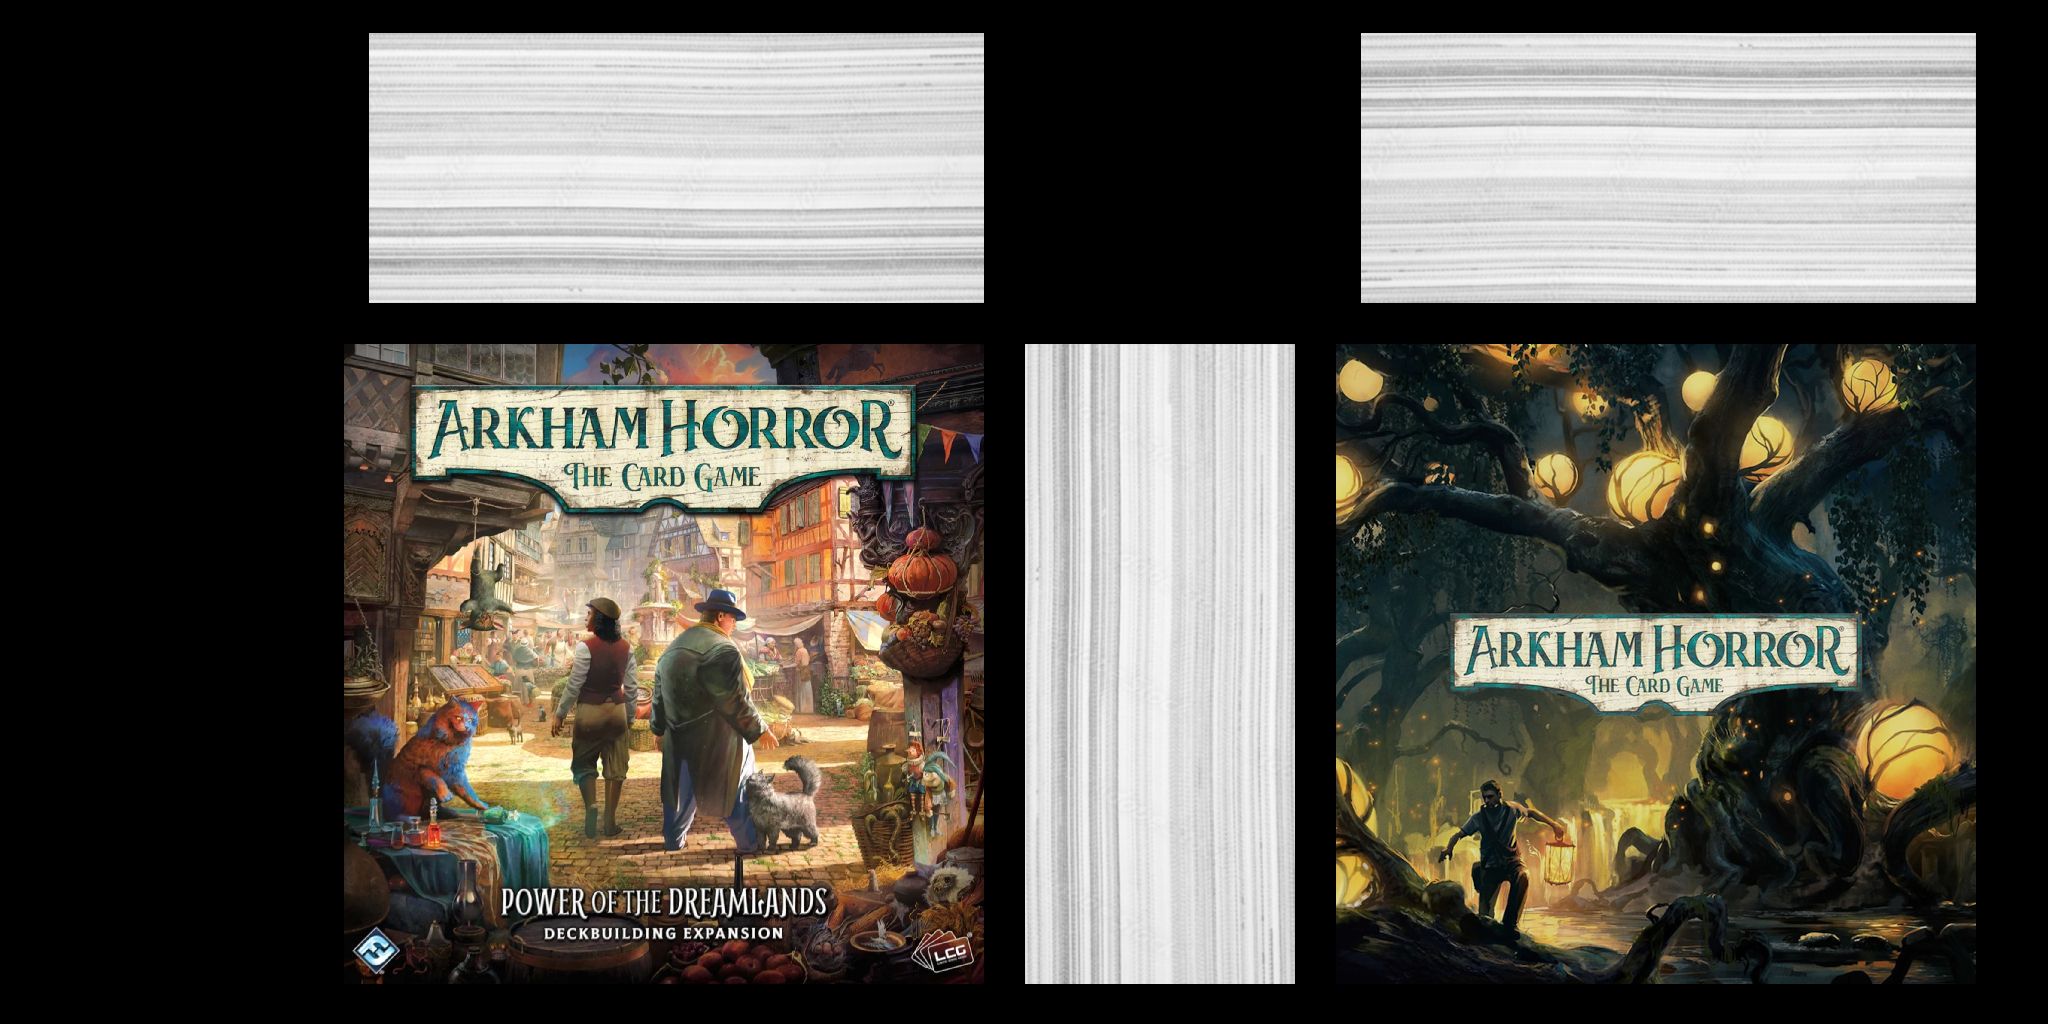 ARKHAM HORROR®
THE CARD GAME
POWER OF THE DREAMLANDS
DECKBUILDING EXPANSION
LCG
ARKHAM HORROR®
THE CARD GAME